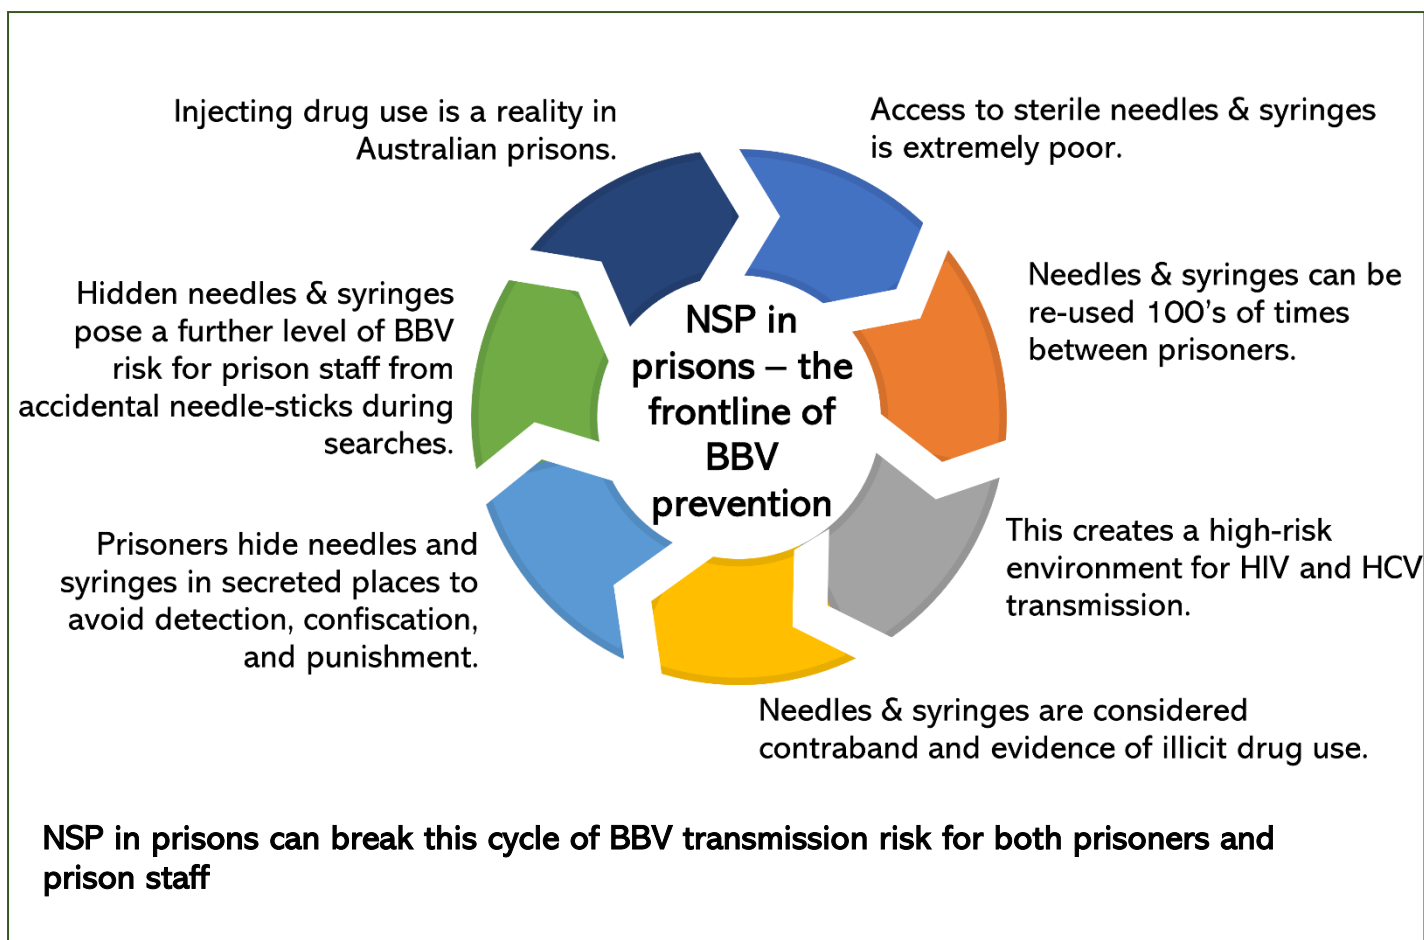 Injecting drug use is a reality in
Australian prisons.
Access to sterile needles & syringes
is extremely poor.
Needles & syringes can be
re-used 100's of times
between prisoners.
This creates a high-risk
environment for HIV and HCV
transmission.
Needles & syringes are considered
contraband and evidence of illicit drug use.
Prisoners hide needles and
syringes in secreted places to
avoid detection, confiscation,
and punishment.
Hidden needles & syringes
pose a further level of BBV
risk for prison staff from
accidental needle-sticks during
searches.
NSP in
prisons – the
frontline of
BBV
prevention
NSP in prisons can break this cycle of BBV transmission risk for both prisoners and
prison staff